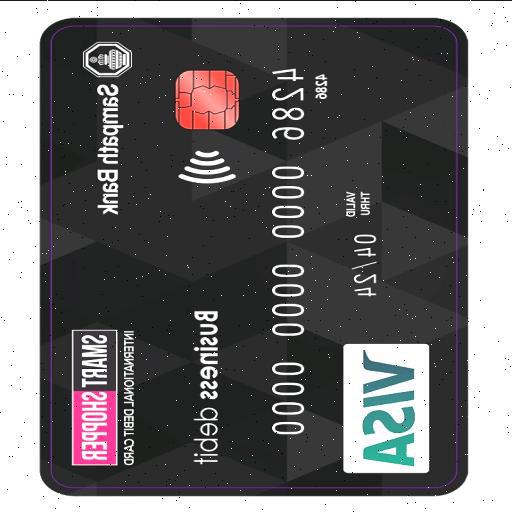 Sampath Bank
SMART SHOPPER
INTERNATIONAL DEBIT CARD
Business debit
4286 0000 0000 0000
4286
VALID
THRU
04/24
VISA